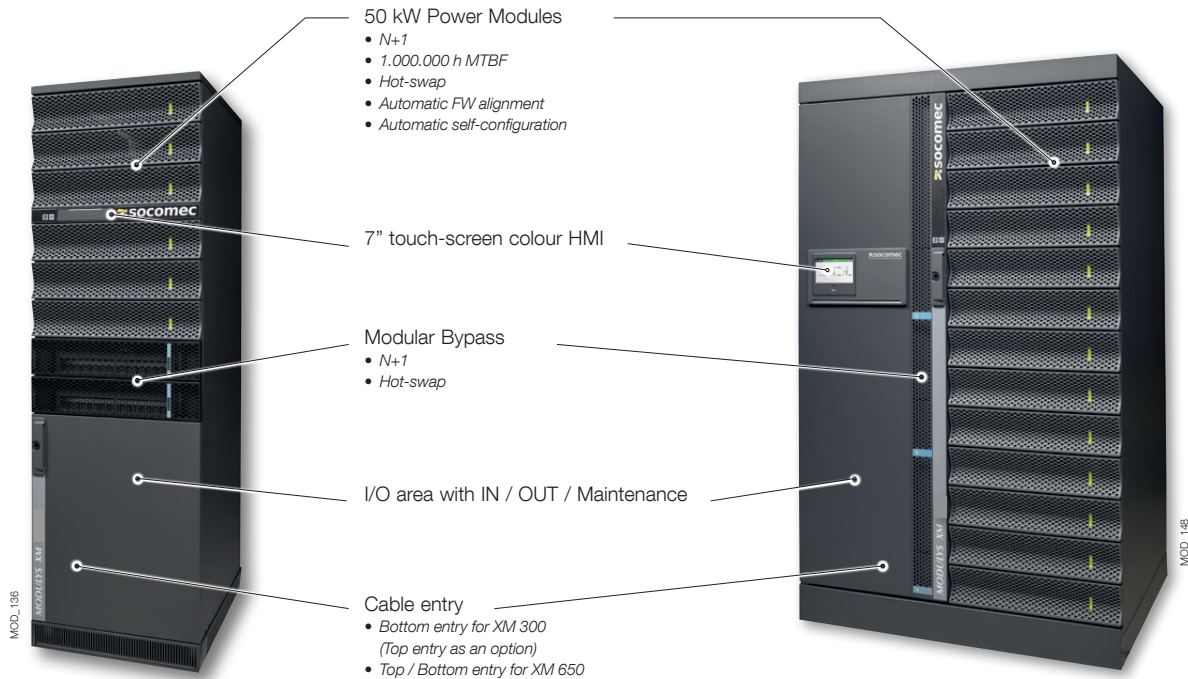 50 kW Power Modules
• N+1
• 1.000.000 h MTBF
• Hot-swap
• Automatic FW alignment
• Automatic self-configuration
socomec
socomec
7” touch-screen colour HMI
socomec
Modular Bypass
• N+1
• Hot-swap
I/O area with IN / OUT / Maintenance
Cable entry
• Bottom entry for XM 300
(Top entry as an option)
• Top / Bottom entry for XM 650
MODULYS XM
MODULYS XM
MOD_136
MOD_148